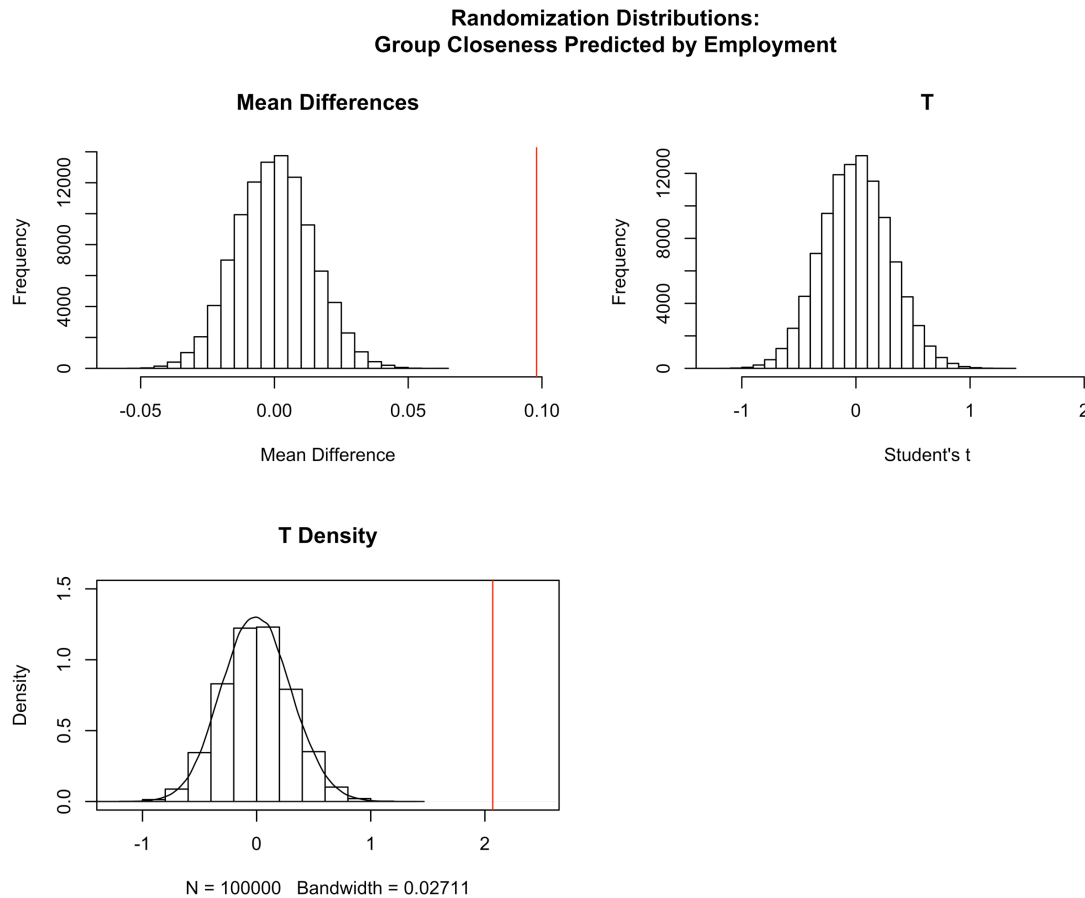 Randomization Distributions:
Group Closeness Predicted by Employment
Mean Differences
Frequency
0
4000
8000
12000
-0.05 0.00 0.05 0.10
Mean Difference
T
Frequency
0
4000
8000
12000
-1 0 1 2
Student's t
T Density
Density
0.0
0.5
1.0
1.5
-1 0 1 2
N = 100000 Bandwidth = 0.02711